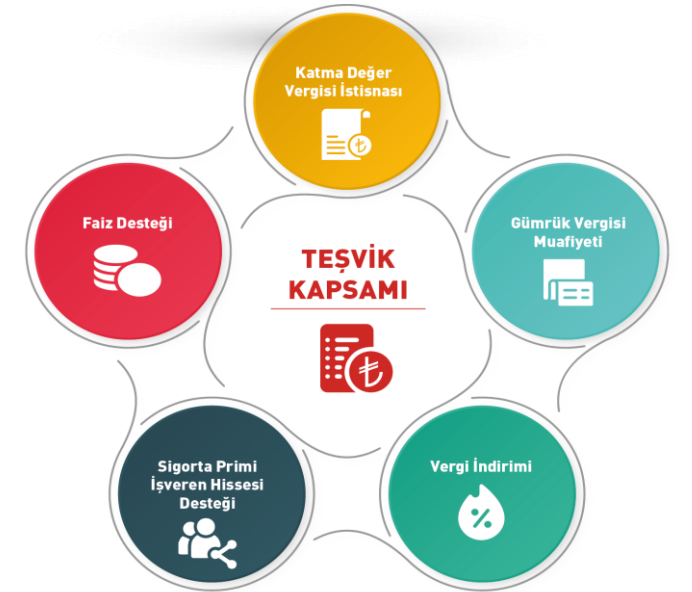 Katma Değer
Vergisi İstisnası
Faiz Desteği
Gümrük Vergisi
Muafiyeti
TEŞVİK
KAPSAMI
Sigorta Primi
İşveren Hissesi
Desteği
Vergi İndirimi
%